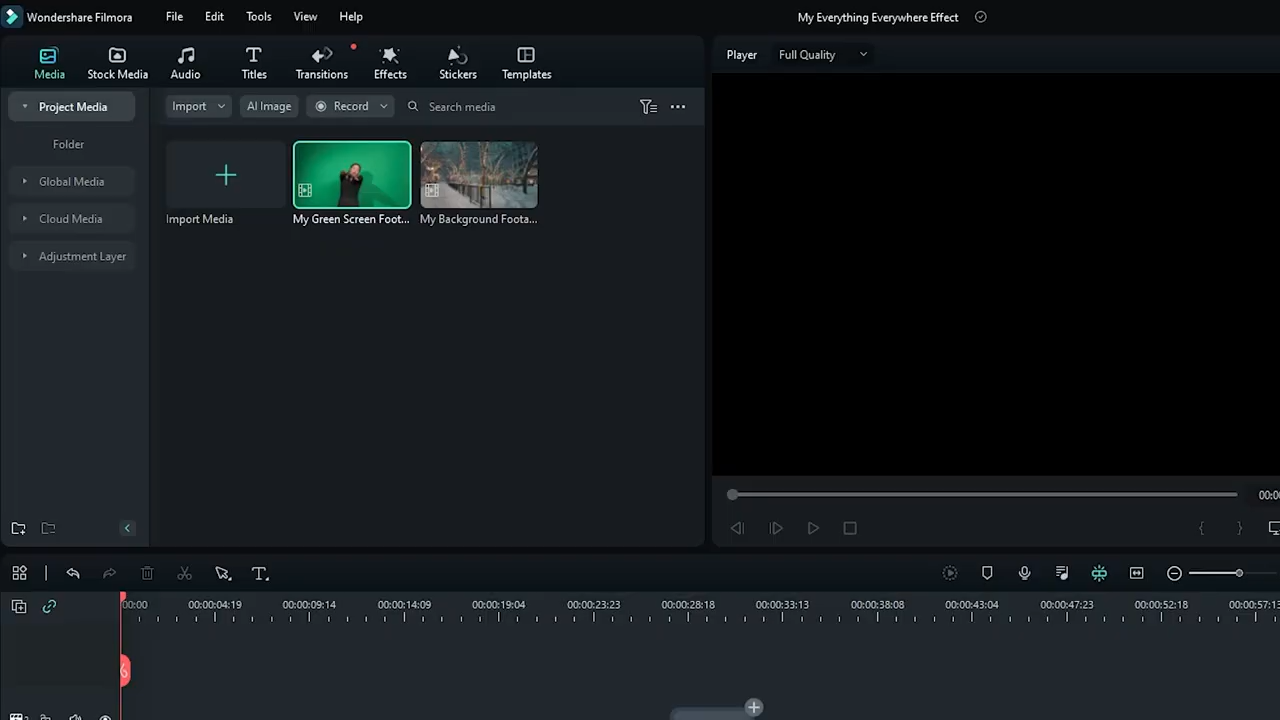 Wondershare Filmora
File
Edit
Tools
View
Help
My Everything Everywhere Effect
Media
Stock Media
Audio
Titles
Transitions
Effects
Stickers
Templates
Player
Full Quality
Project Media
Folder
Global Media
Cloud Media
Adjustment Layer
Import
AI Image
Record
Search media
Import Media
My Green Screen Foot...
My Background Foota...
00:0
00:00
00:00:04:19
00:00:09:14
00:00:14:09
00:00:19:04
00:00:23:23
00:00:28:18
00:00:33:13
00:00:38:08
00:00:43:04
00:00:47:23
00:00:52:18
00:00:57:13